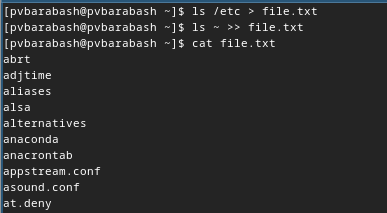 [pvbarabash@pvbarabash ~]$ ls /etc > file.txt
[pvbarabash@pvbarabash ~]$ ls ~ >> file.txt
[pvbarabash@pvbarabash ~]$ cat file.txt
abrt
adjtime
aliases
alsa
alternatives
anaconda
anacrontab
appstream.conf
asound.conf
at.deny